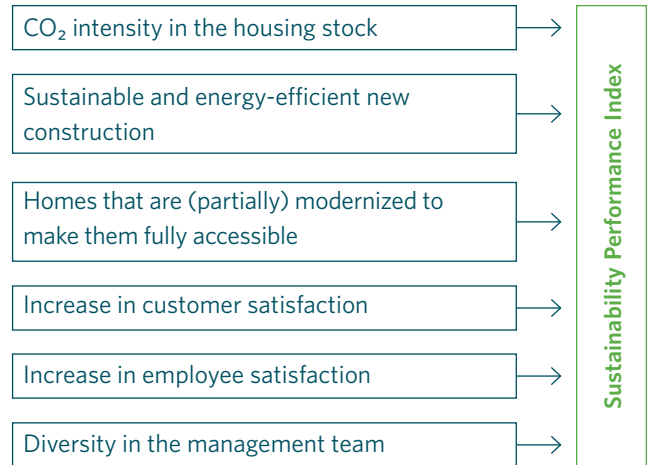 CO₂ intensity in the housing stock
Sustainable and energy-efficient new
construction
Homes that are (partially) modernized to
make them fully accessible
Increase in customer satisfaction
Increase in employee satisfaction
Diversity in the management team
Sustainability Performance Index